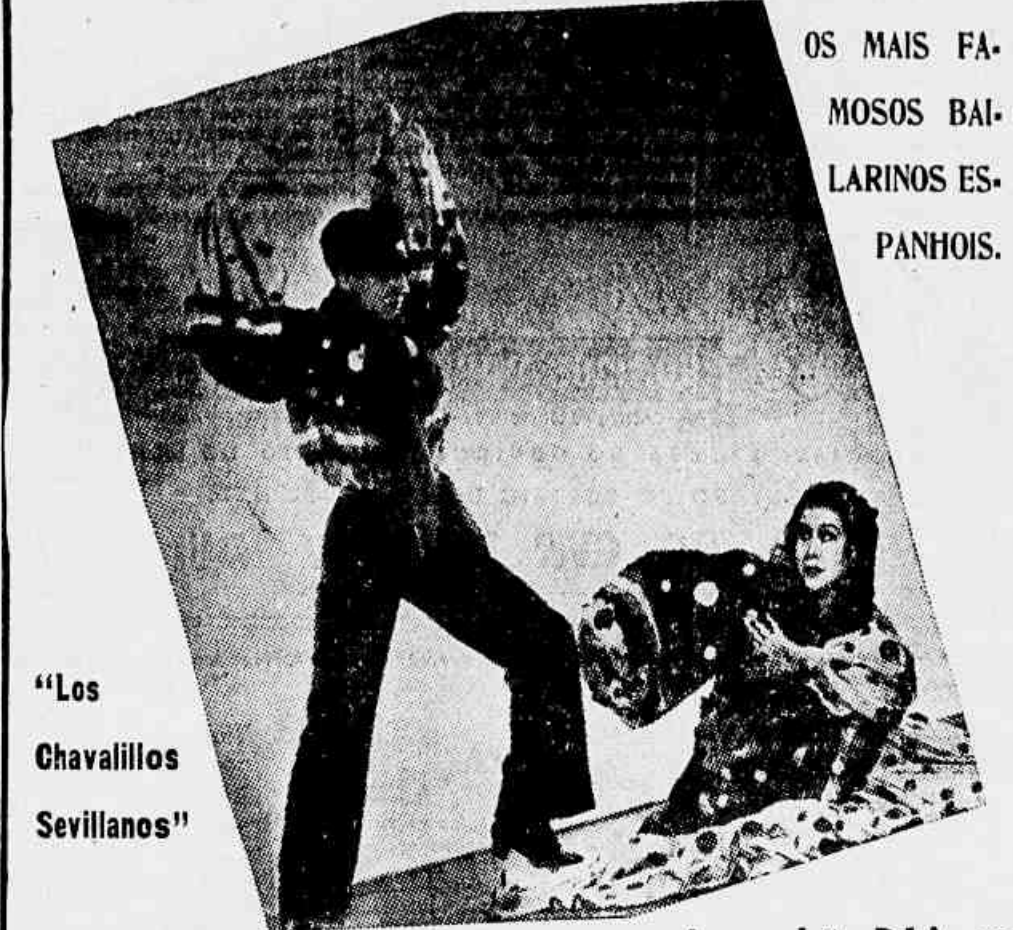 OS MAIS FA-
MOSOS BAI-
LARINOS ES-
PANHOIS.
“Los
Chavalillos
Sevillanos”